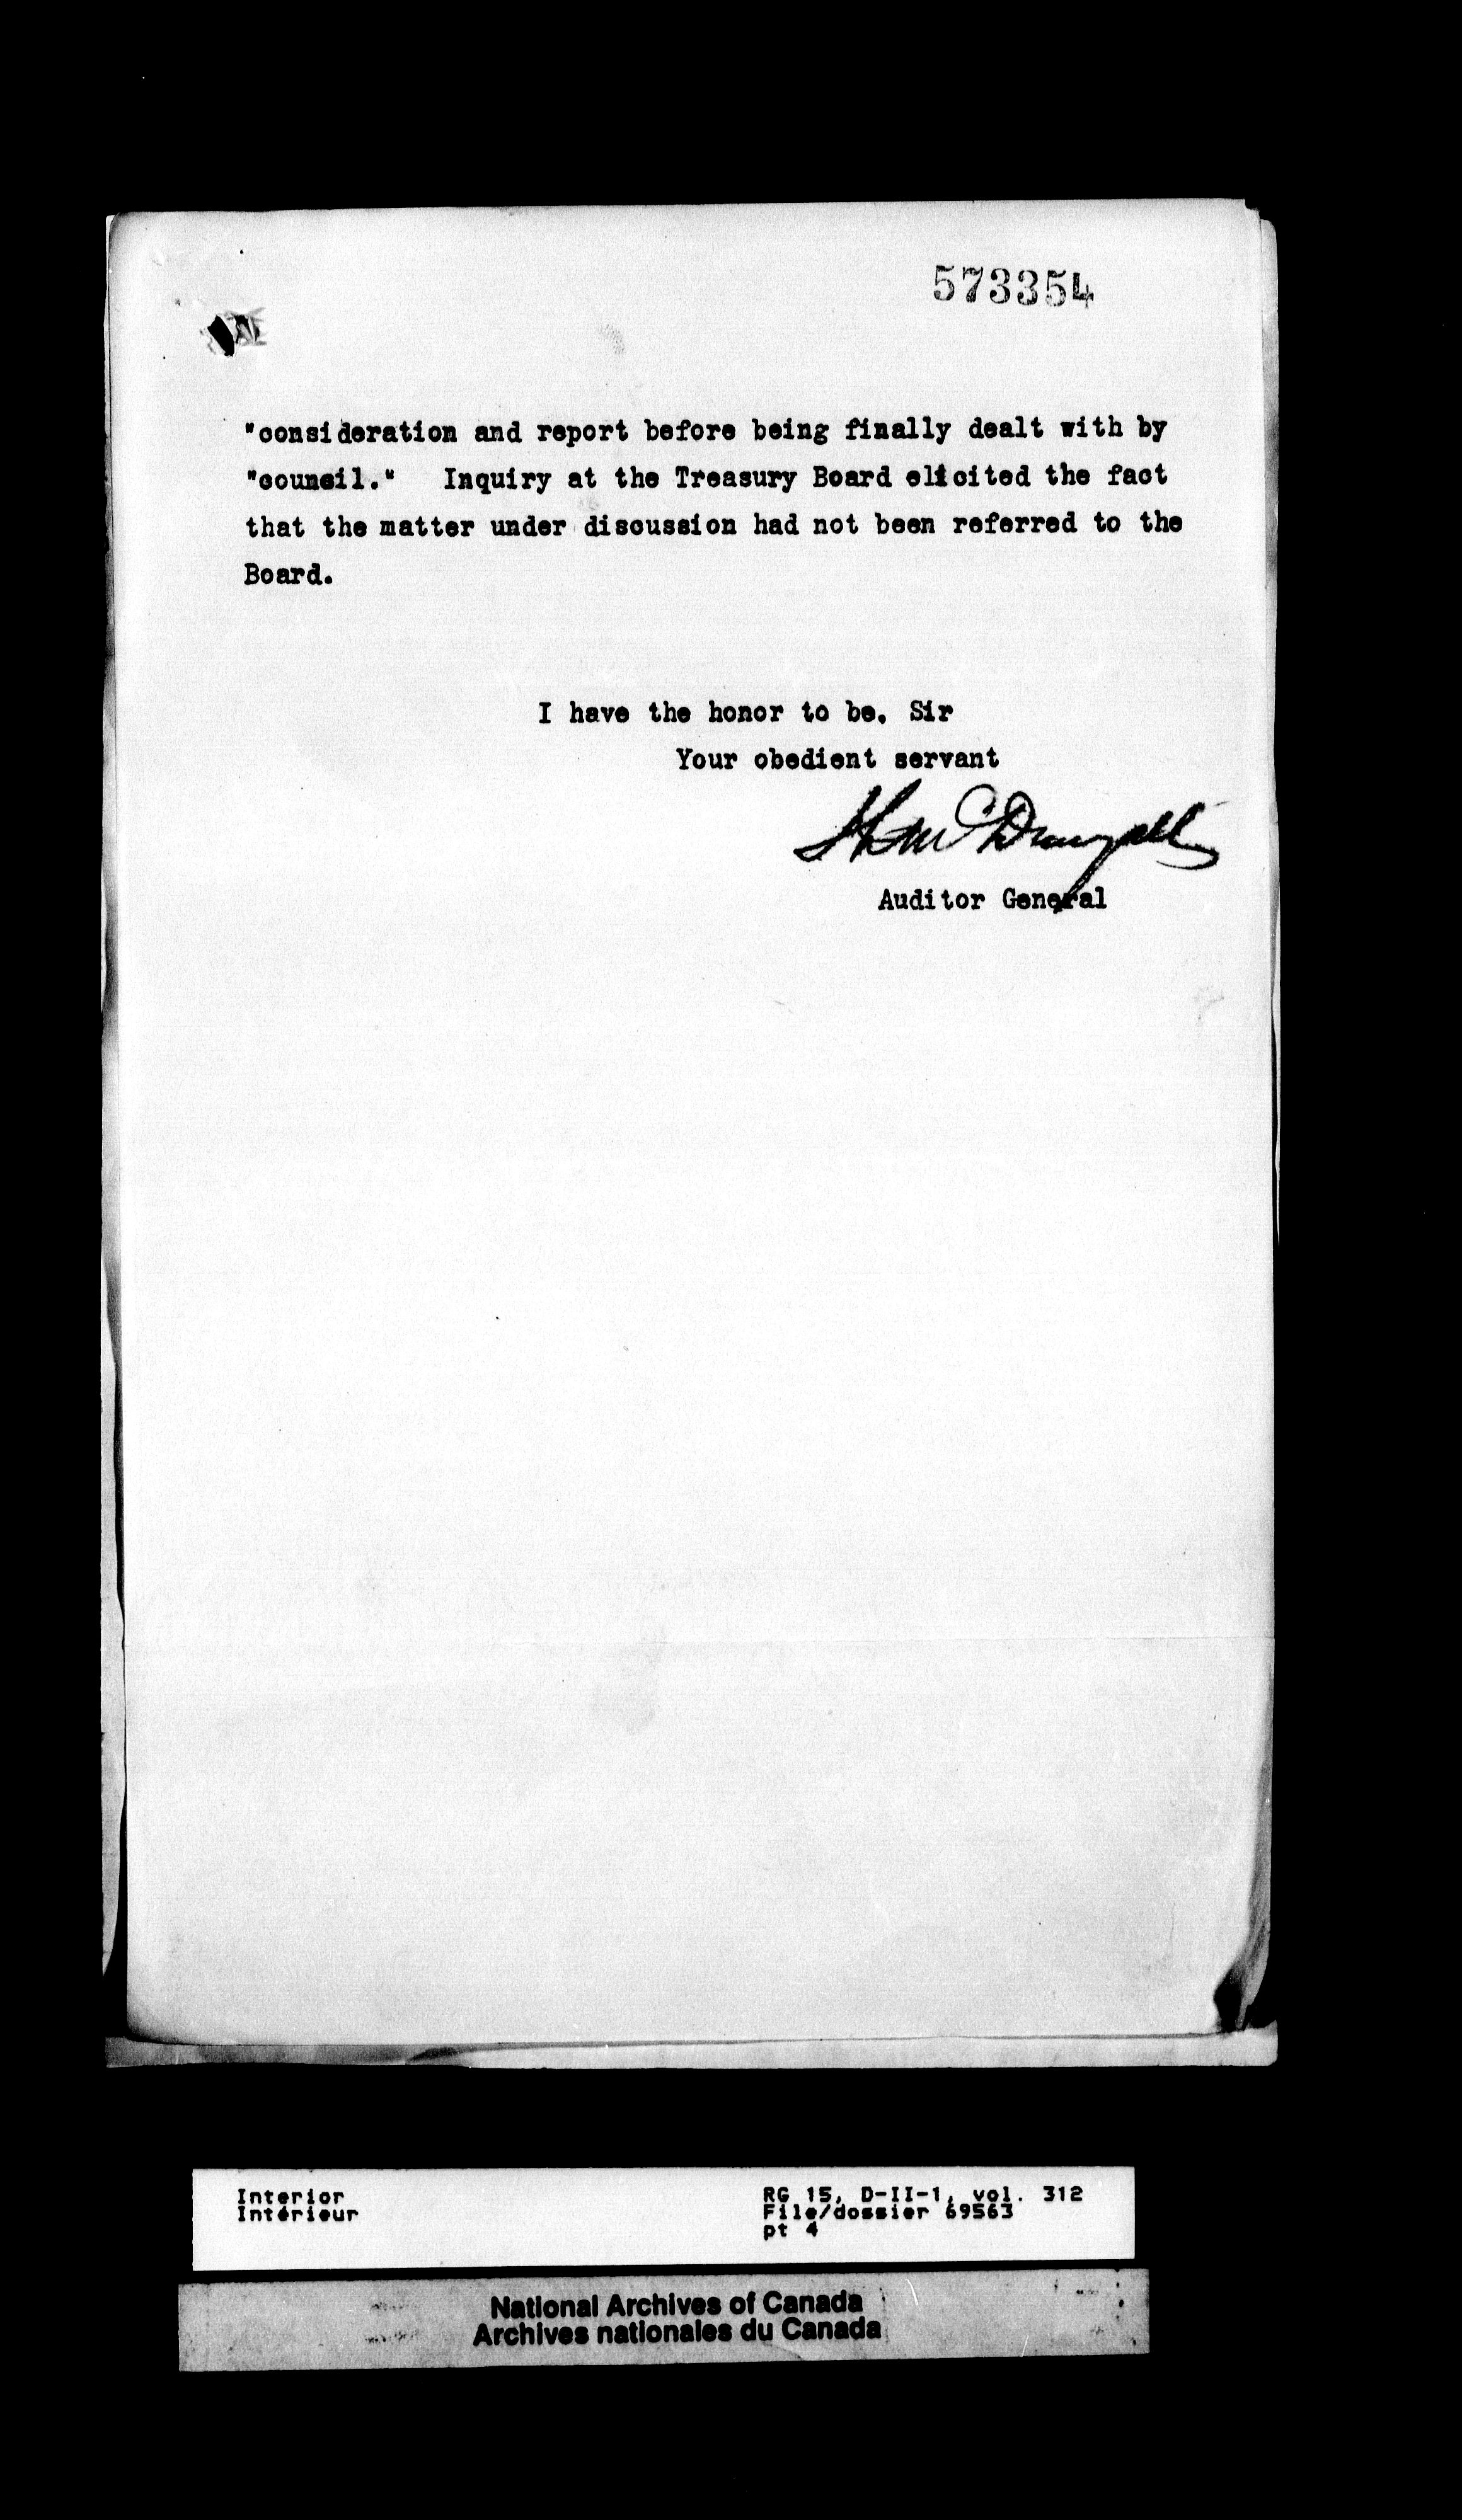 573354
"consideration and report before being finally dealt with by
"council." Inquiry at the Treasury Board elicited the fact
that the matter under discussion had not been referred to the
Board.
I have the honor to be. Sir
Your obedient servant
McDougall
Auditor General
Interior
Intérieur
RG 15, D-II-1, vol. 312
File/dossier 69563
pt 4
National Archives of Canada
Archives nationales du Canada